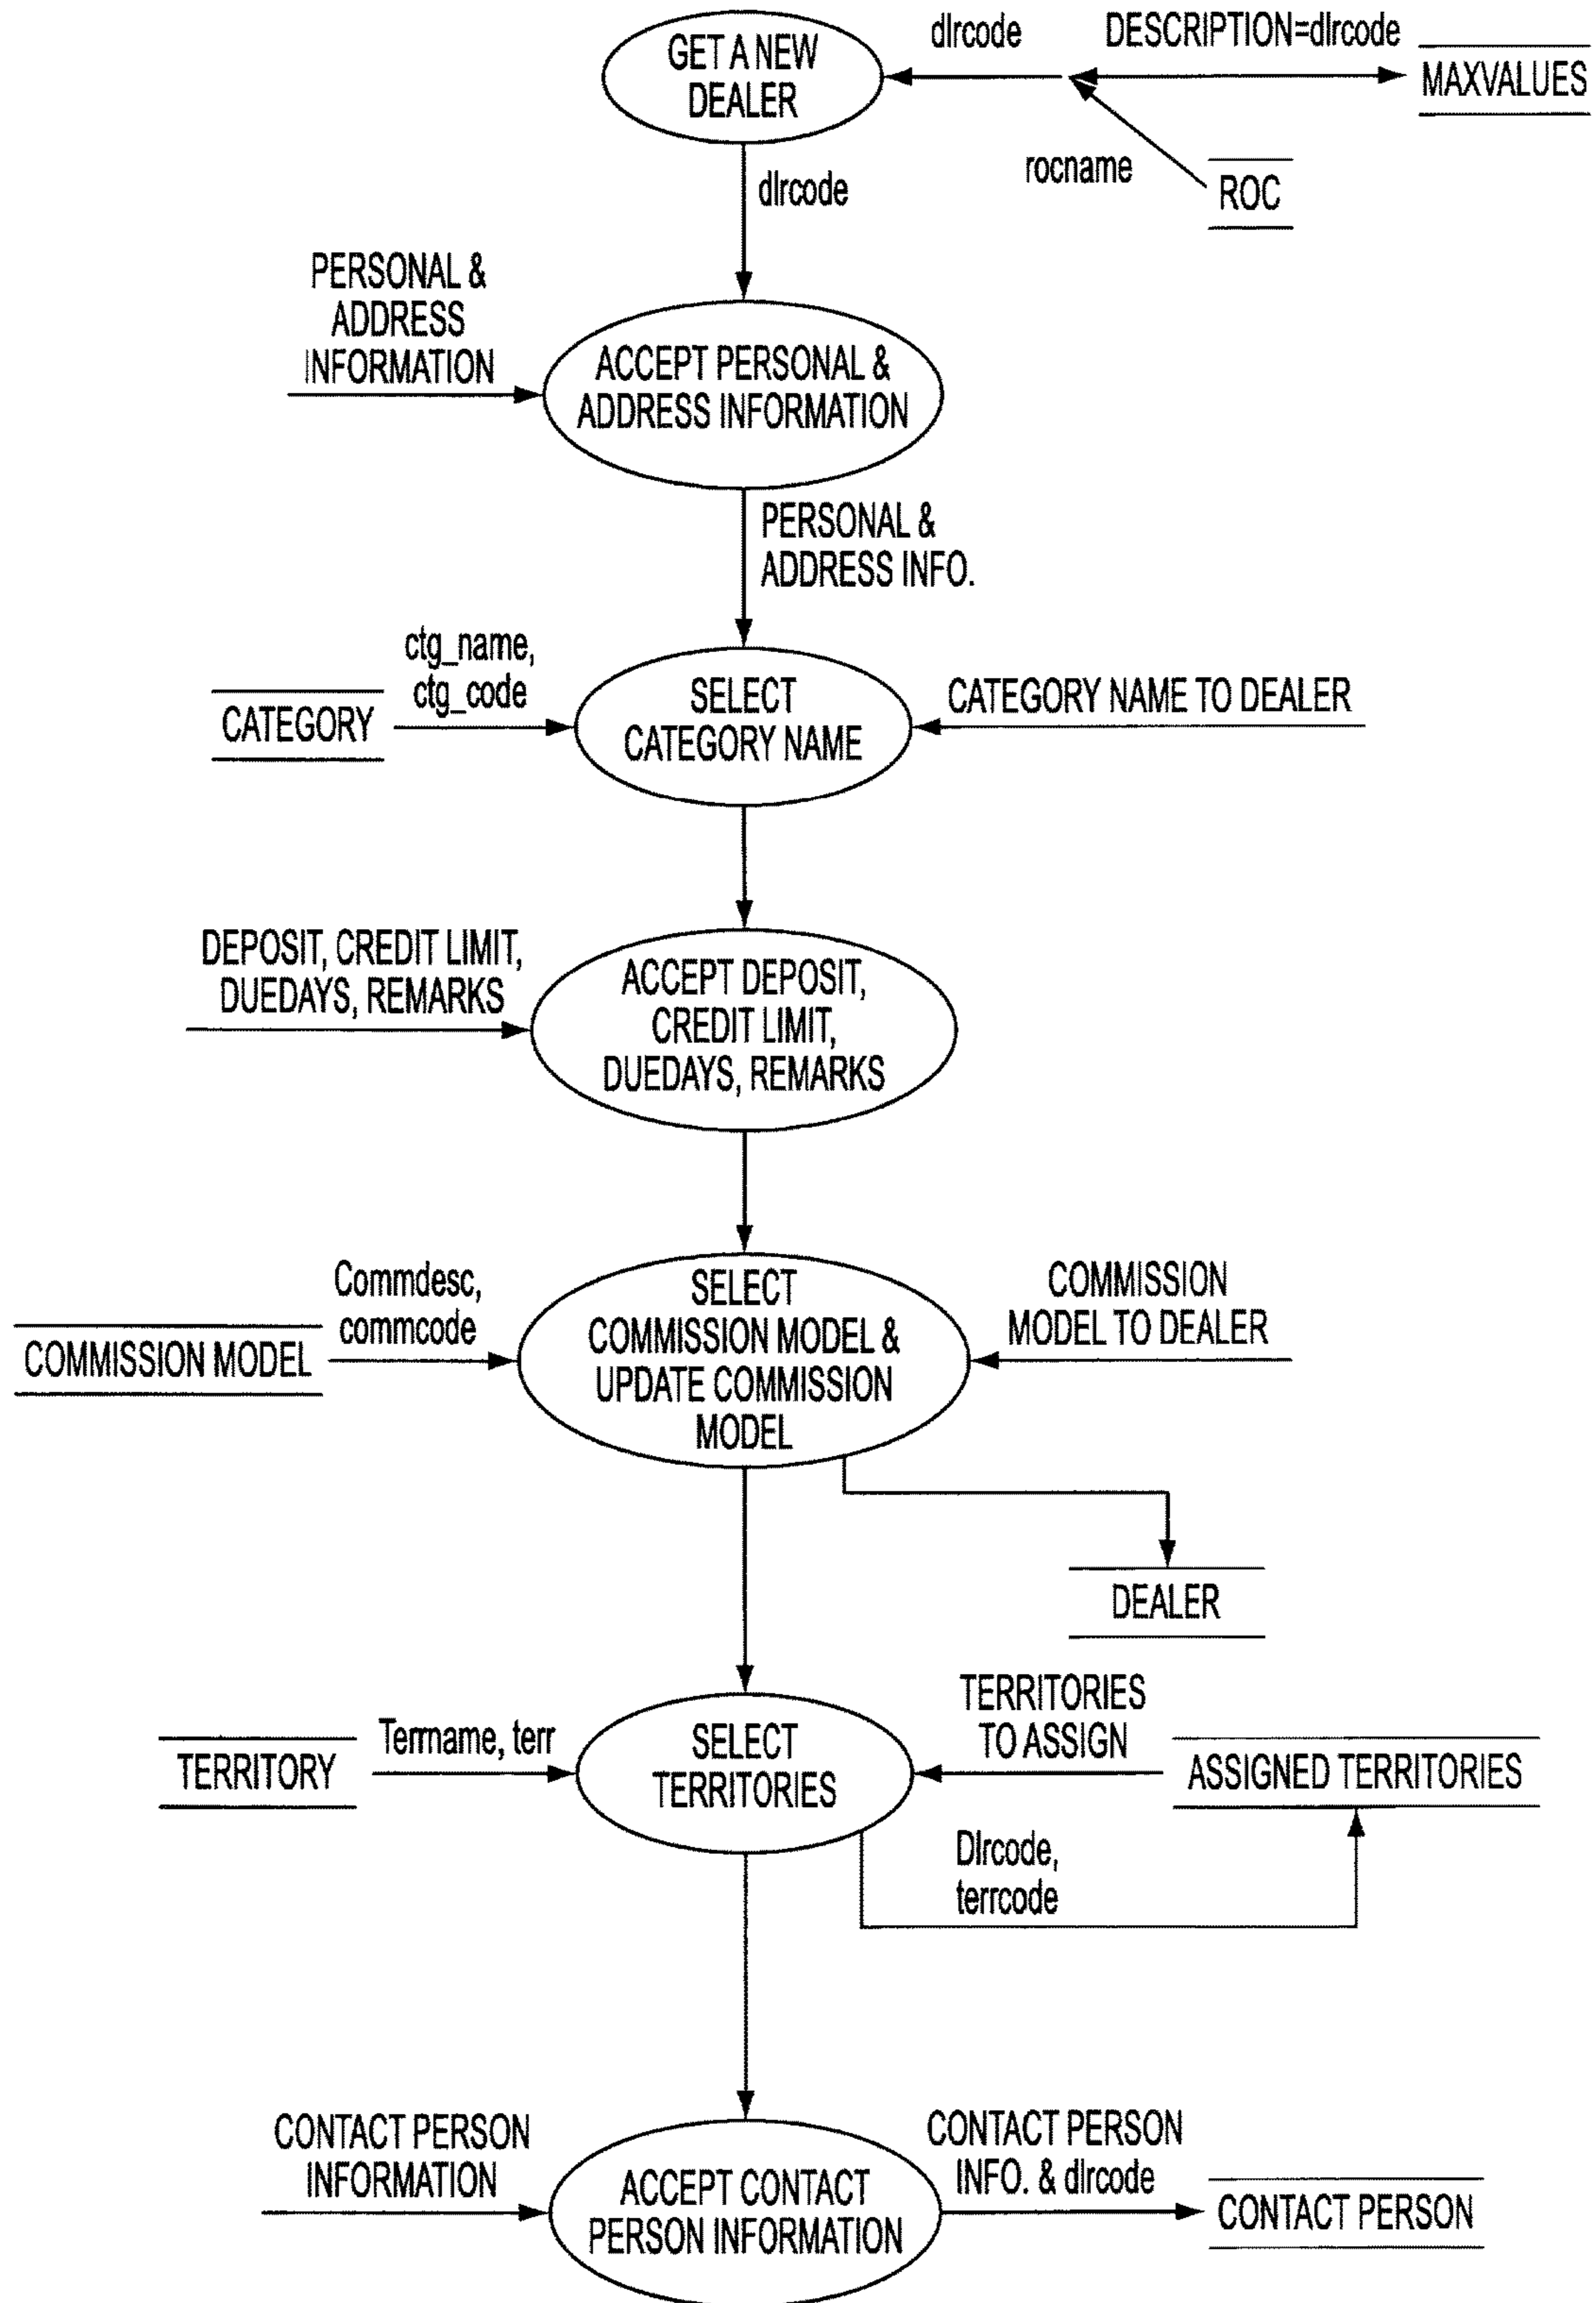 GET A NEW
DEALER
dlrcode
DESCRIPTION=dlrcode
MAXVALUES
rocname
ROC
dlrcode
PERSONAL &
ADDRESS
INFORMATION
ACCEPT PERSONAL &
ADDRESS INFORMATION
PERSONAL &
ADDRESS INFO.
CATEGORY
ctg_name,
ctg_code
SELECT
CATEGORY NAME
CATEGORY NAME TO DEALER
DEPOSIT, CREDIT LIMIT,
DUEDAYS, REMARKS
ACCEPT DEPOSIT,
CREDIT LIMIT,
DUEDAYS, REMARKS
COMMISSION MODEL
Commdesc,
commcode
SELECT
COMMISSION MODEL &
UPDATE COMMISSION
MODEL
COMMISSION
MODEL TO DEALER
DEALER
TERRITORY
Terrname, terr
SELECT
TERRITORIES
TERRITORIES
TO ASSIGN
ASSIGNED TERRITORIES
Dlrcode,
terrcode
CONTACT PERSON
INFORMATION
ACCEPT CONTACT
PERSON INFORMATION
CONTACT PERSON
INFO. & dlrcode
CONTACT PERSON